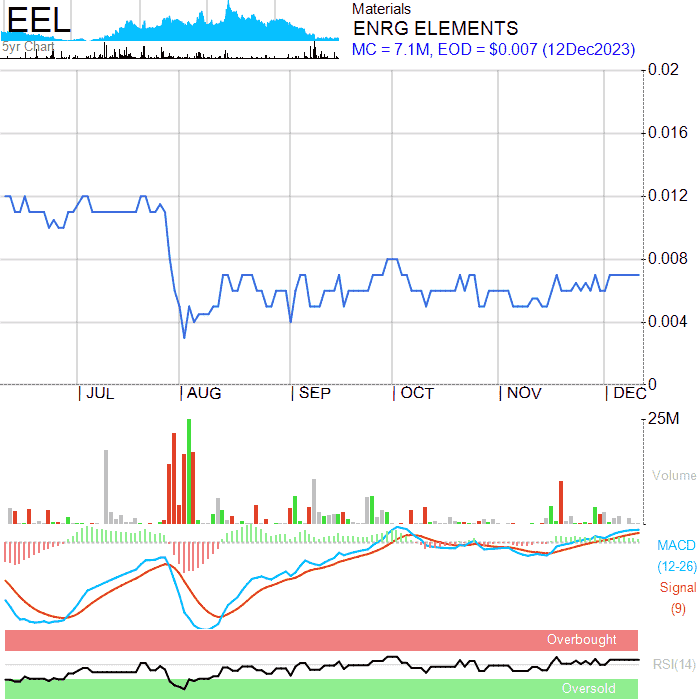 EEL
5yr Chart
Materials
ENRG ELEMENTS
MC = 7.1M, EOD = $0.007 (12Dec2023)
0.02
0.016
0.012
0.008
0.004
0
JUL AUG SEP OCT NOV DEC
25M
Volume
MACD
(12-26)
Signal
(9)
Overbought
RSI(14)
Oversold